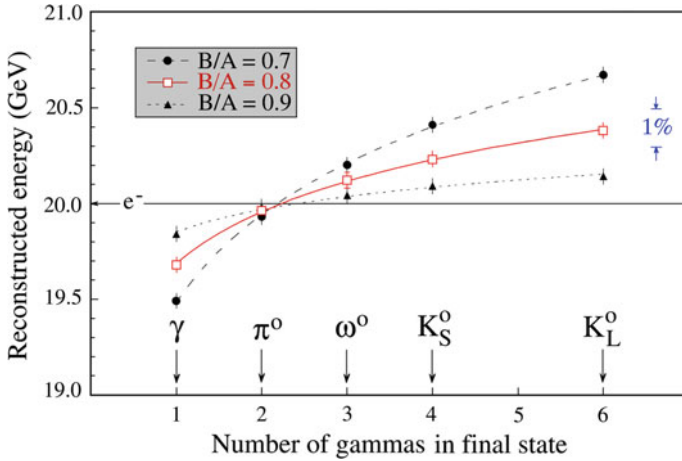 21.0
20.5
20.0
19.5
19.0
Reconstructed energy (GeV)
B/A = 0.7
B/A = 0.8
B/A = 0.9
1%
e⁻
γ
π⁰
ω⁰
K⁰S
K⁰L
1 2 3 4 5 6
Number of gammas in final state